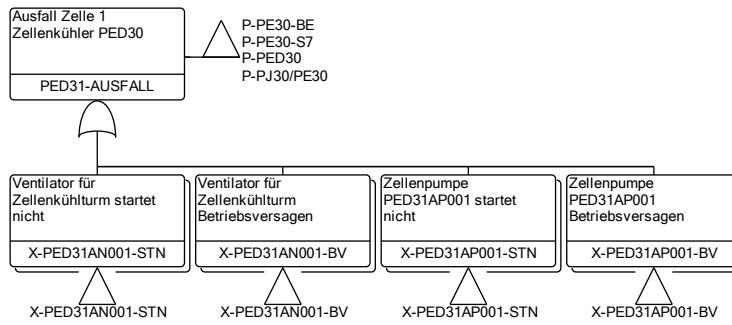 Ausfall Zelle 1
Zellenkühler PED30
PED31-AUSFALL
P-PE30-BE
P-PE30-S7
P-PED30
P-PJ30/PE30
Ventilator für
Zellenkühlturm startet
nicht
X-PED31AN001-STN
X-PED31AN001-STN
Ventilator für
Zellenkühlturm
Betriebsversagen
X-PED31AN001-BV
X-PED31AN001-BV
Zellenpumpe
PED31AP001 startet
nicht
X-PED31AP001-STN
X-PED31AP001-STN
Zellenpumpe
PED31AP001
Betriebsversagen
X-PED31AP001-BV
X-PED31AP001-BV